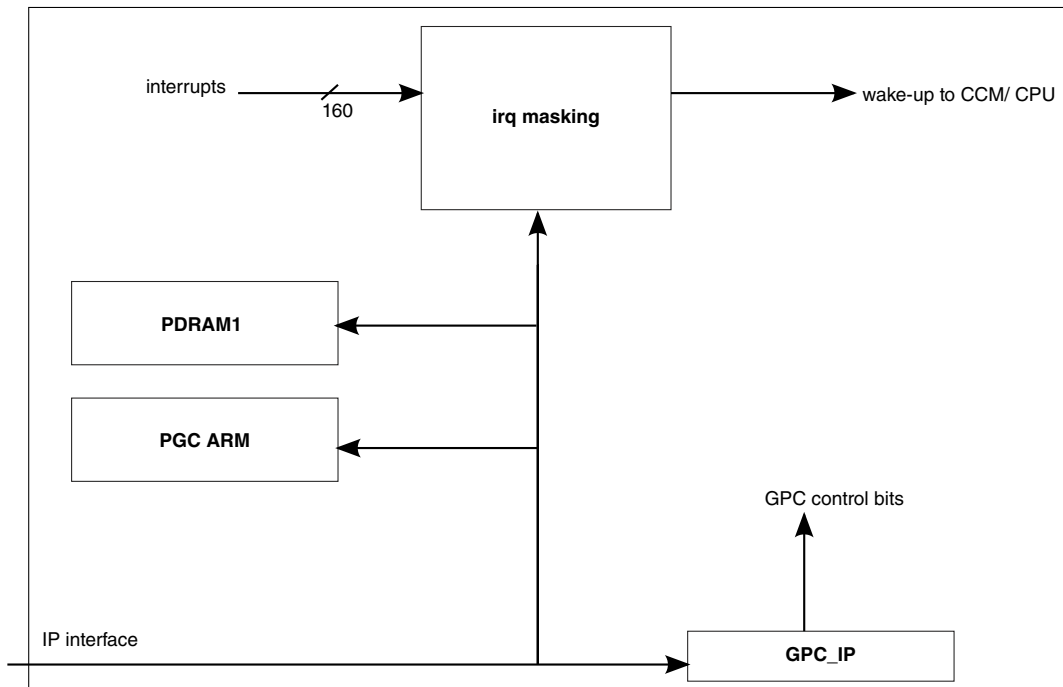 interrupts
160
irq masking
wake-up to CCM/ CPU
PDRAM1
PGC ARM
GPC control bits
IP interface
GPC_IP